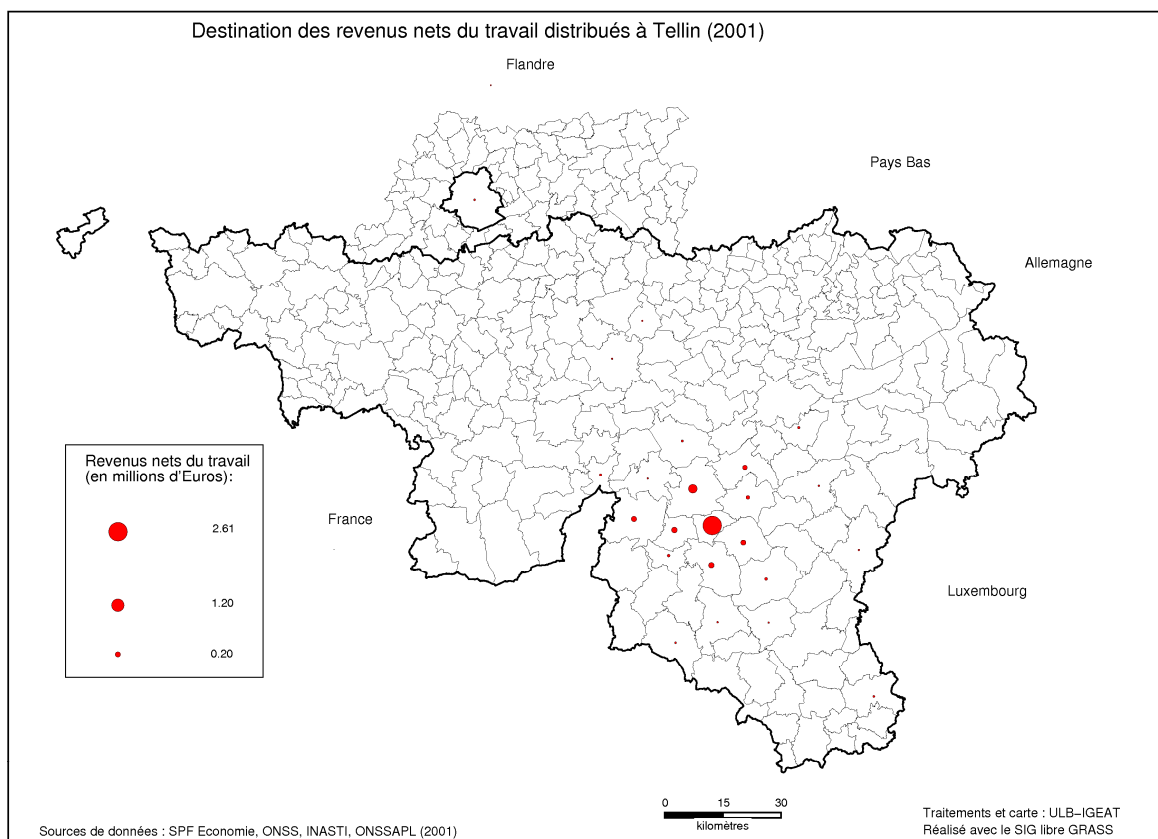 Destination des revenus nets du travail distribués à Tellin (2001)
Flandre
Pays Bas
Allemagne
Revenus nets du travail
(en millions d'Euros):
2.61
1.20
0.20
France
Luxembourg
0 15 30
kilomètres
Sources de données : SPF Economie, ONSS, INASTI, ONSSAPL (2001)
Traitements et carte : ULB–IGEAT
Réalisé avec le SIG libre GRASS